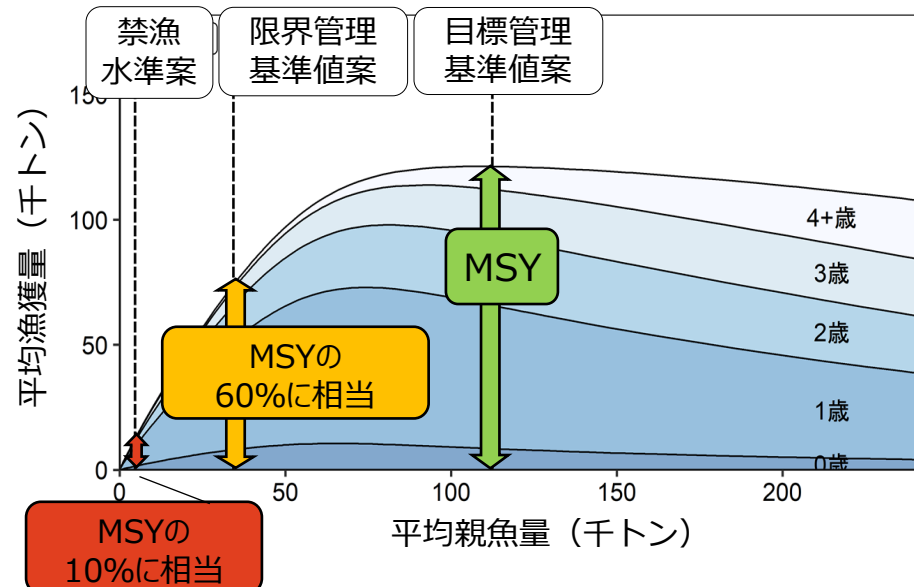 禁漁
水準案
限界管理
基準値案
目標管理
基準値案
平均漁獲量（千トン）
150
100
50
0
4+歳
3歳
2歳
1歳
0歳
MSY
MSYの
60%に相当
0
50
100
150
200
平均親魚量（千トン）
MSYの
10%に相当